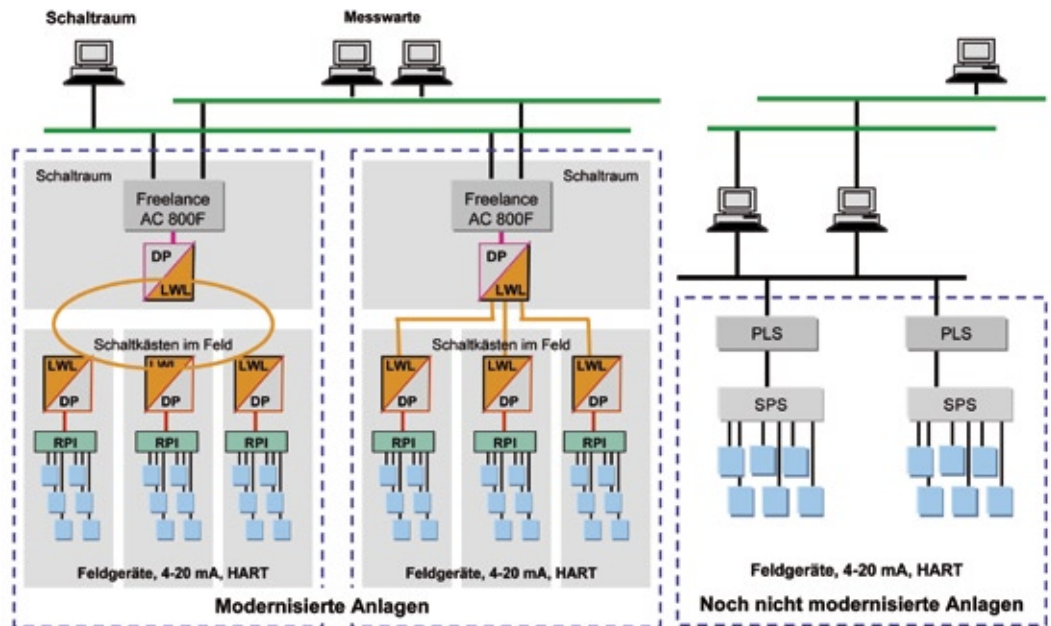 Schaltraum
Messwarte
Schaltraum
Freelance
AC 800F
DP
LWL
Schaltkästen im Feld
LWL
DP
LWL
DP
LWL
DP
RPI
RPI
RPI
Feldgeräte, 4-20 mA, HART
Schaltraum
Freelance
AC 800F
DP
LWL
Schaltkästen im Feld
LWL
DP
LWL
DP
LWL
DP
RPI
RPI
RPI
Feldgeräte, 4-20 mA, HART
Modernisierte Anlagen
PLS
PLS
SPS
SPS
Feldgeräte, 4-20 mA, HART
Noch nicht modernisierte Anlagen